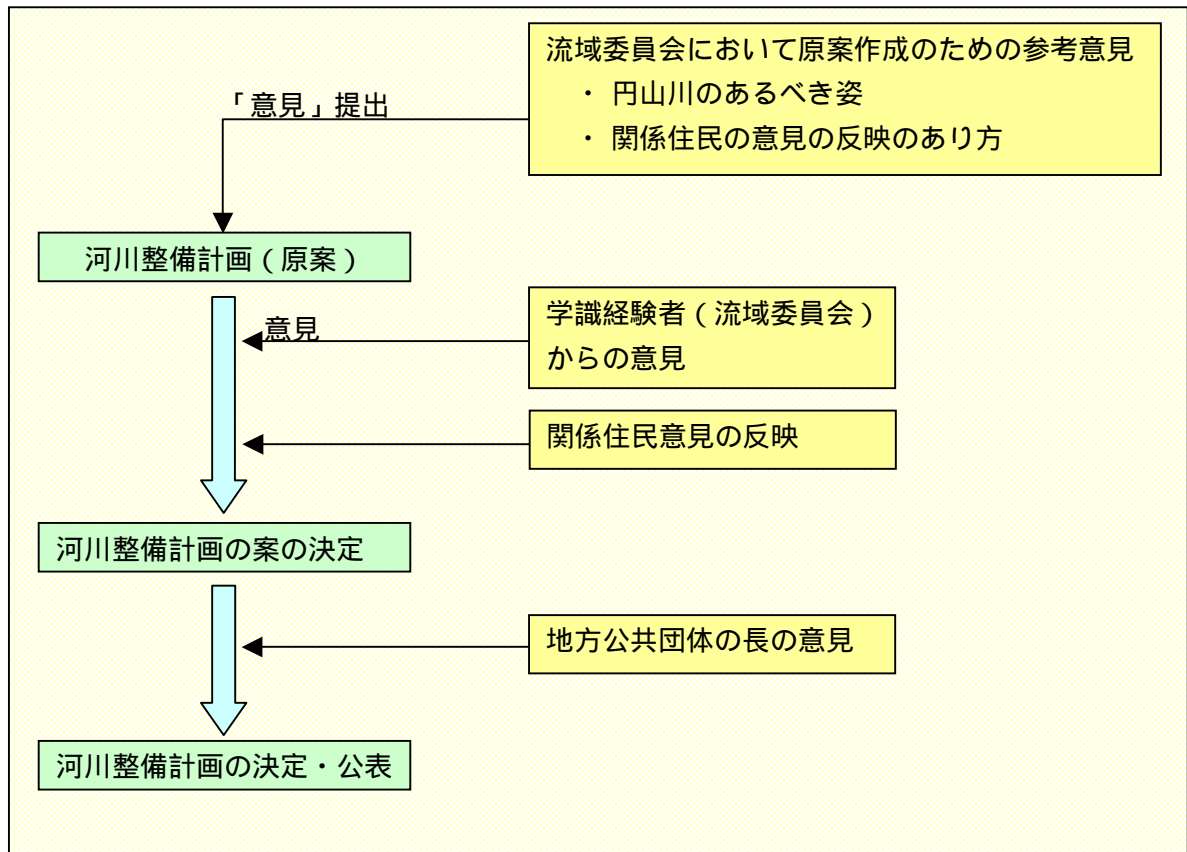 流域委員会において原案作成のための参考意見
・ 円山川のあるべき姿
・ 関係住民の意見の反映のあり方
「意見」提出
河川整備計画(原案)
意見
学識経験者(流域委員会)
からの意見
関係住民意見の反映
河川整備計画の案の決定
地方公共団体の長の意見
河川整備計画の決定・公表